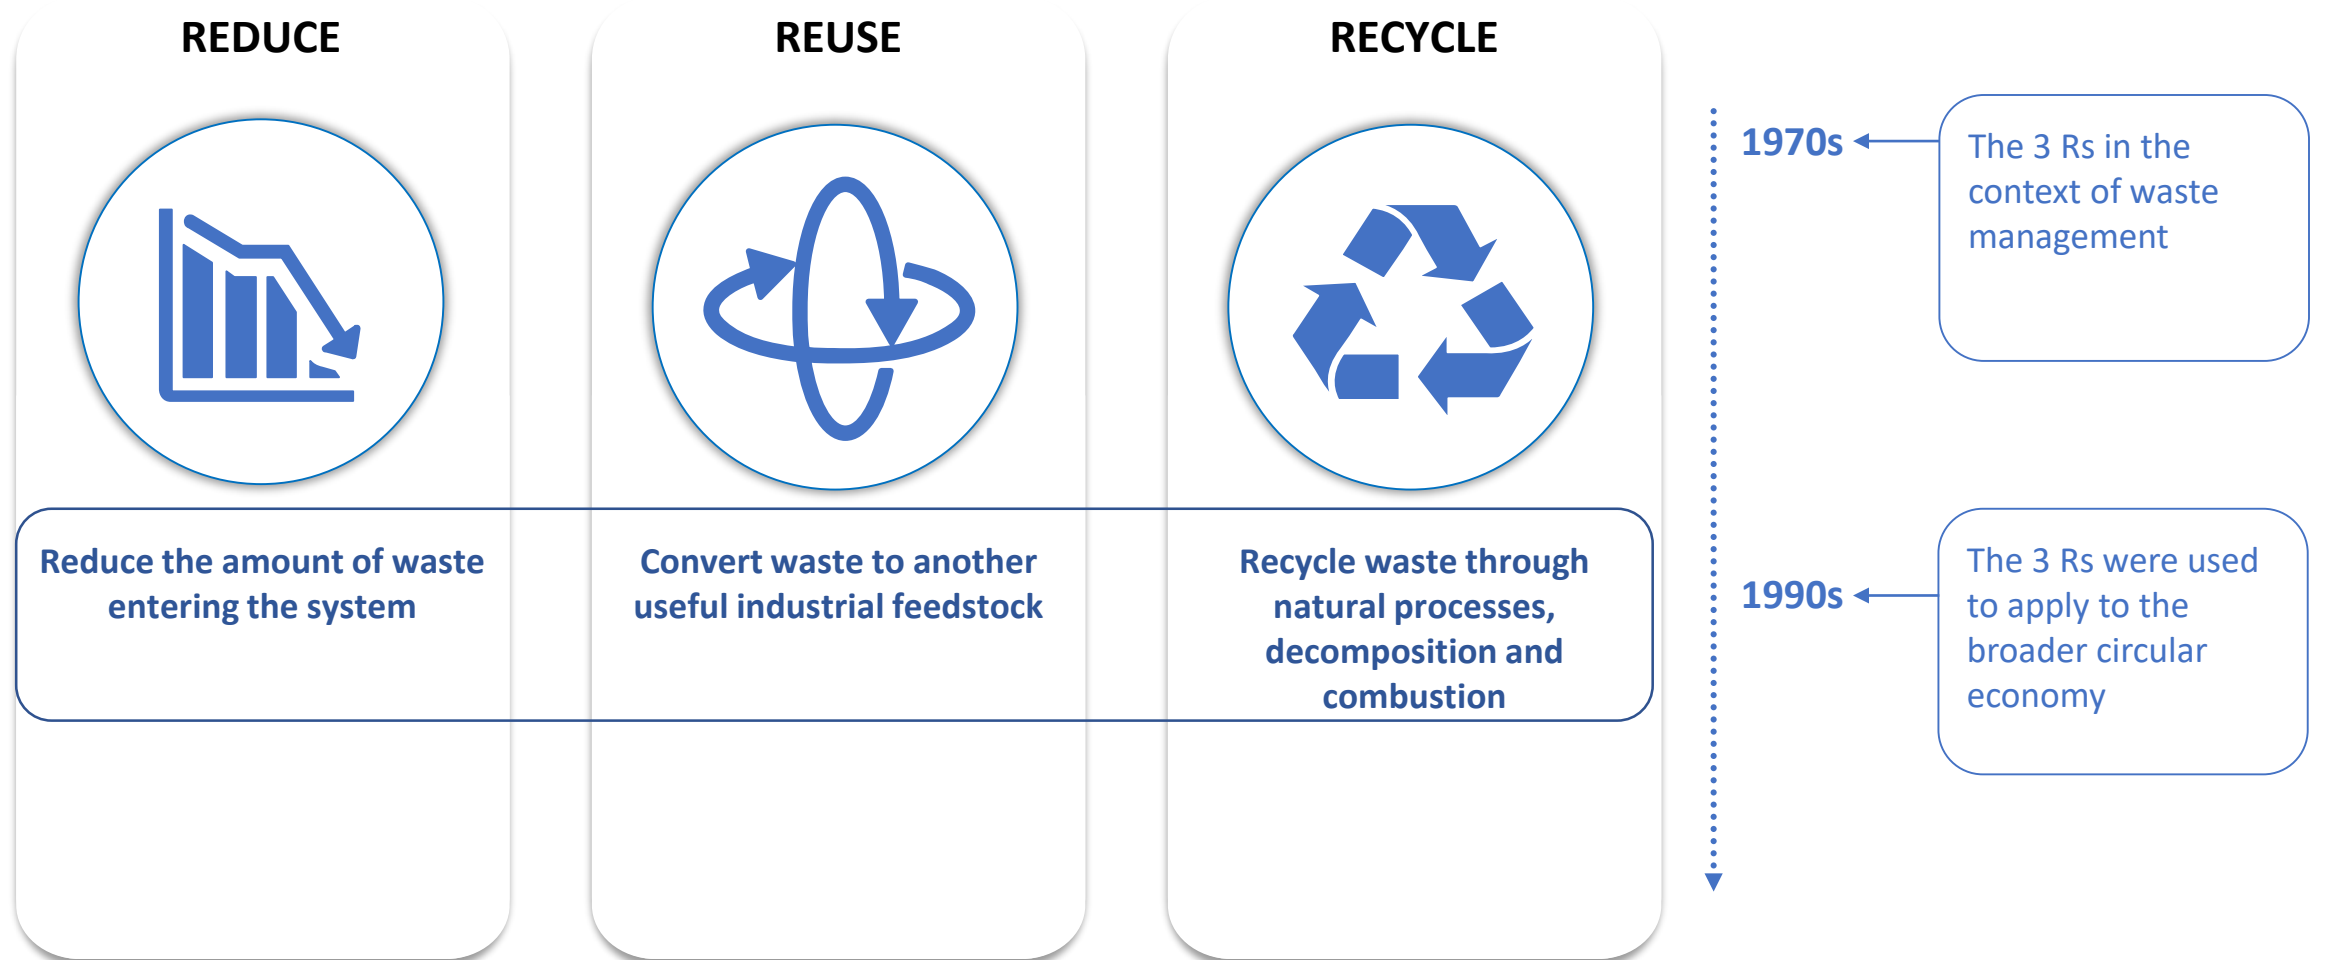 REDUCE
Reduce the amount of waste
entering the system
REUSE
Convert waste to another
useful industrial feedstock
RECYCLE
Recycle waste through
natural processes,
decomposition and
combustion
1970s
The 3 Rs in the
context of waste
management
1990s
The 3 Rs were used
to apply to the
broader circular
economy